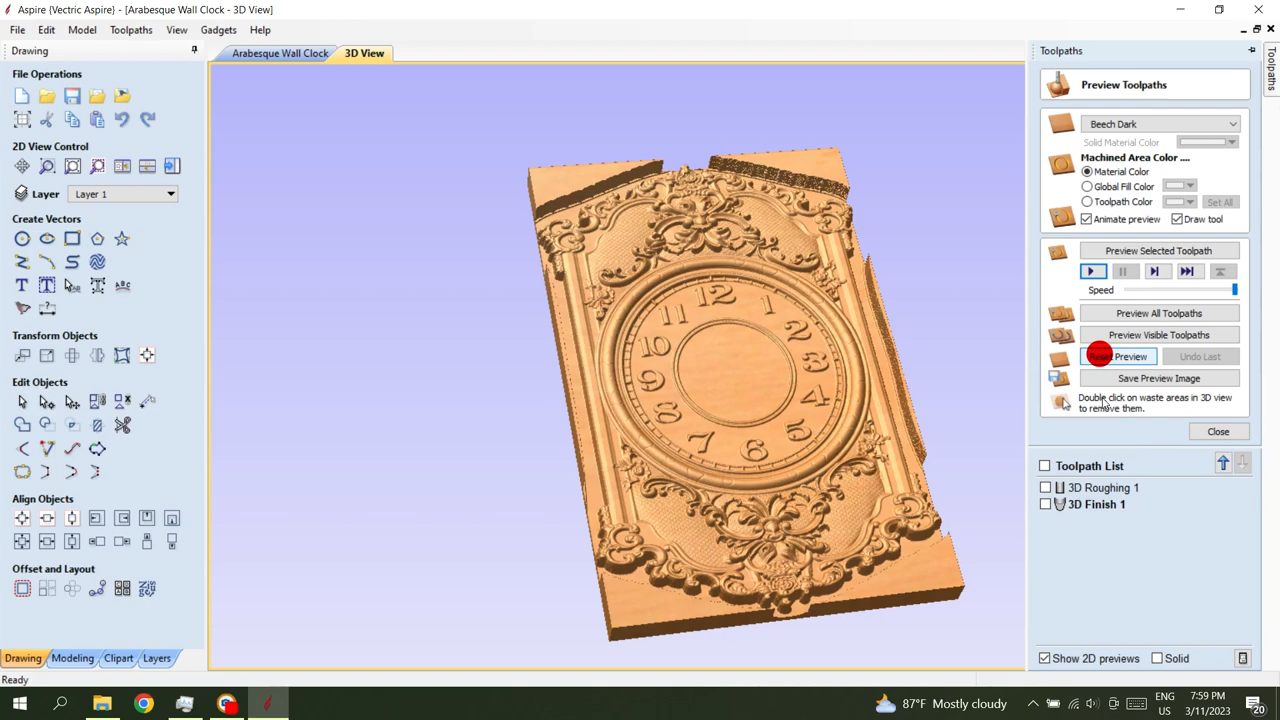 Aspire {Vectric Aspire} - [Arabesque Wall Clock - 3D View]
File Edit Model Toolpaths View Gadgets Help
Drawing
File Operations
2D View Control
Layer Layer 1
Create Vectors
Transform Objects
Edit Objects
Align Objects
Offset and Layout
Drawing Modeling Clipart Layers
Ready
Arabesque Wall Clock 3D View
12
1
2
3
4
5
6
7
8
9
10
11
Toolpaths
Toolpaths
Preview Toolpaths
Beech Dark
Solid Material Color
Machined Area Color ....
Material Color
Global Fill Color
Toolpath Color Set All
Animate preview Draw tool
Preview Selected Toolpath
Speed
Preview All Toolpaths
Preview Visible Toolpaths
Preview Undo Last
Save Preview Image
Double click on waste areas in 3D view
to remove them.
Close
Toolpath List
3D Roughing 1
3D Finish 1
Show 2D previews Solid
87°F Mostly cloudy
ENG
US
7:59 PM
3/11/2023
20